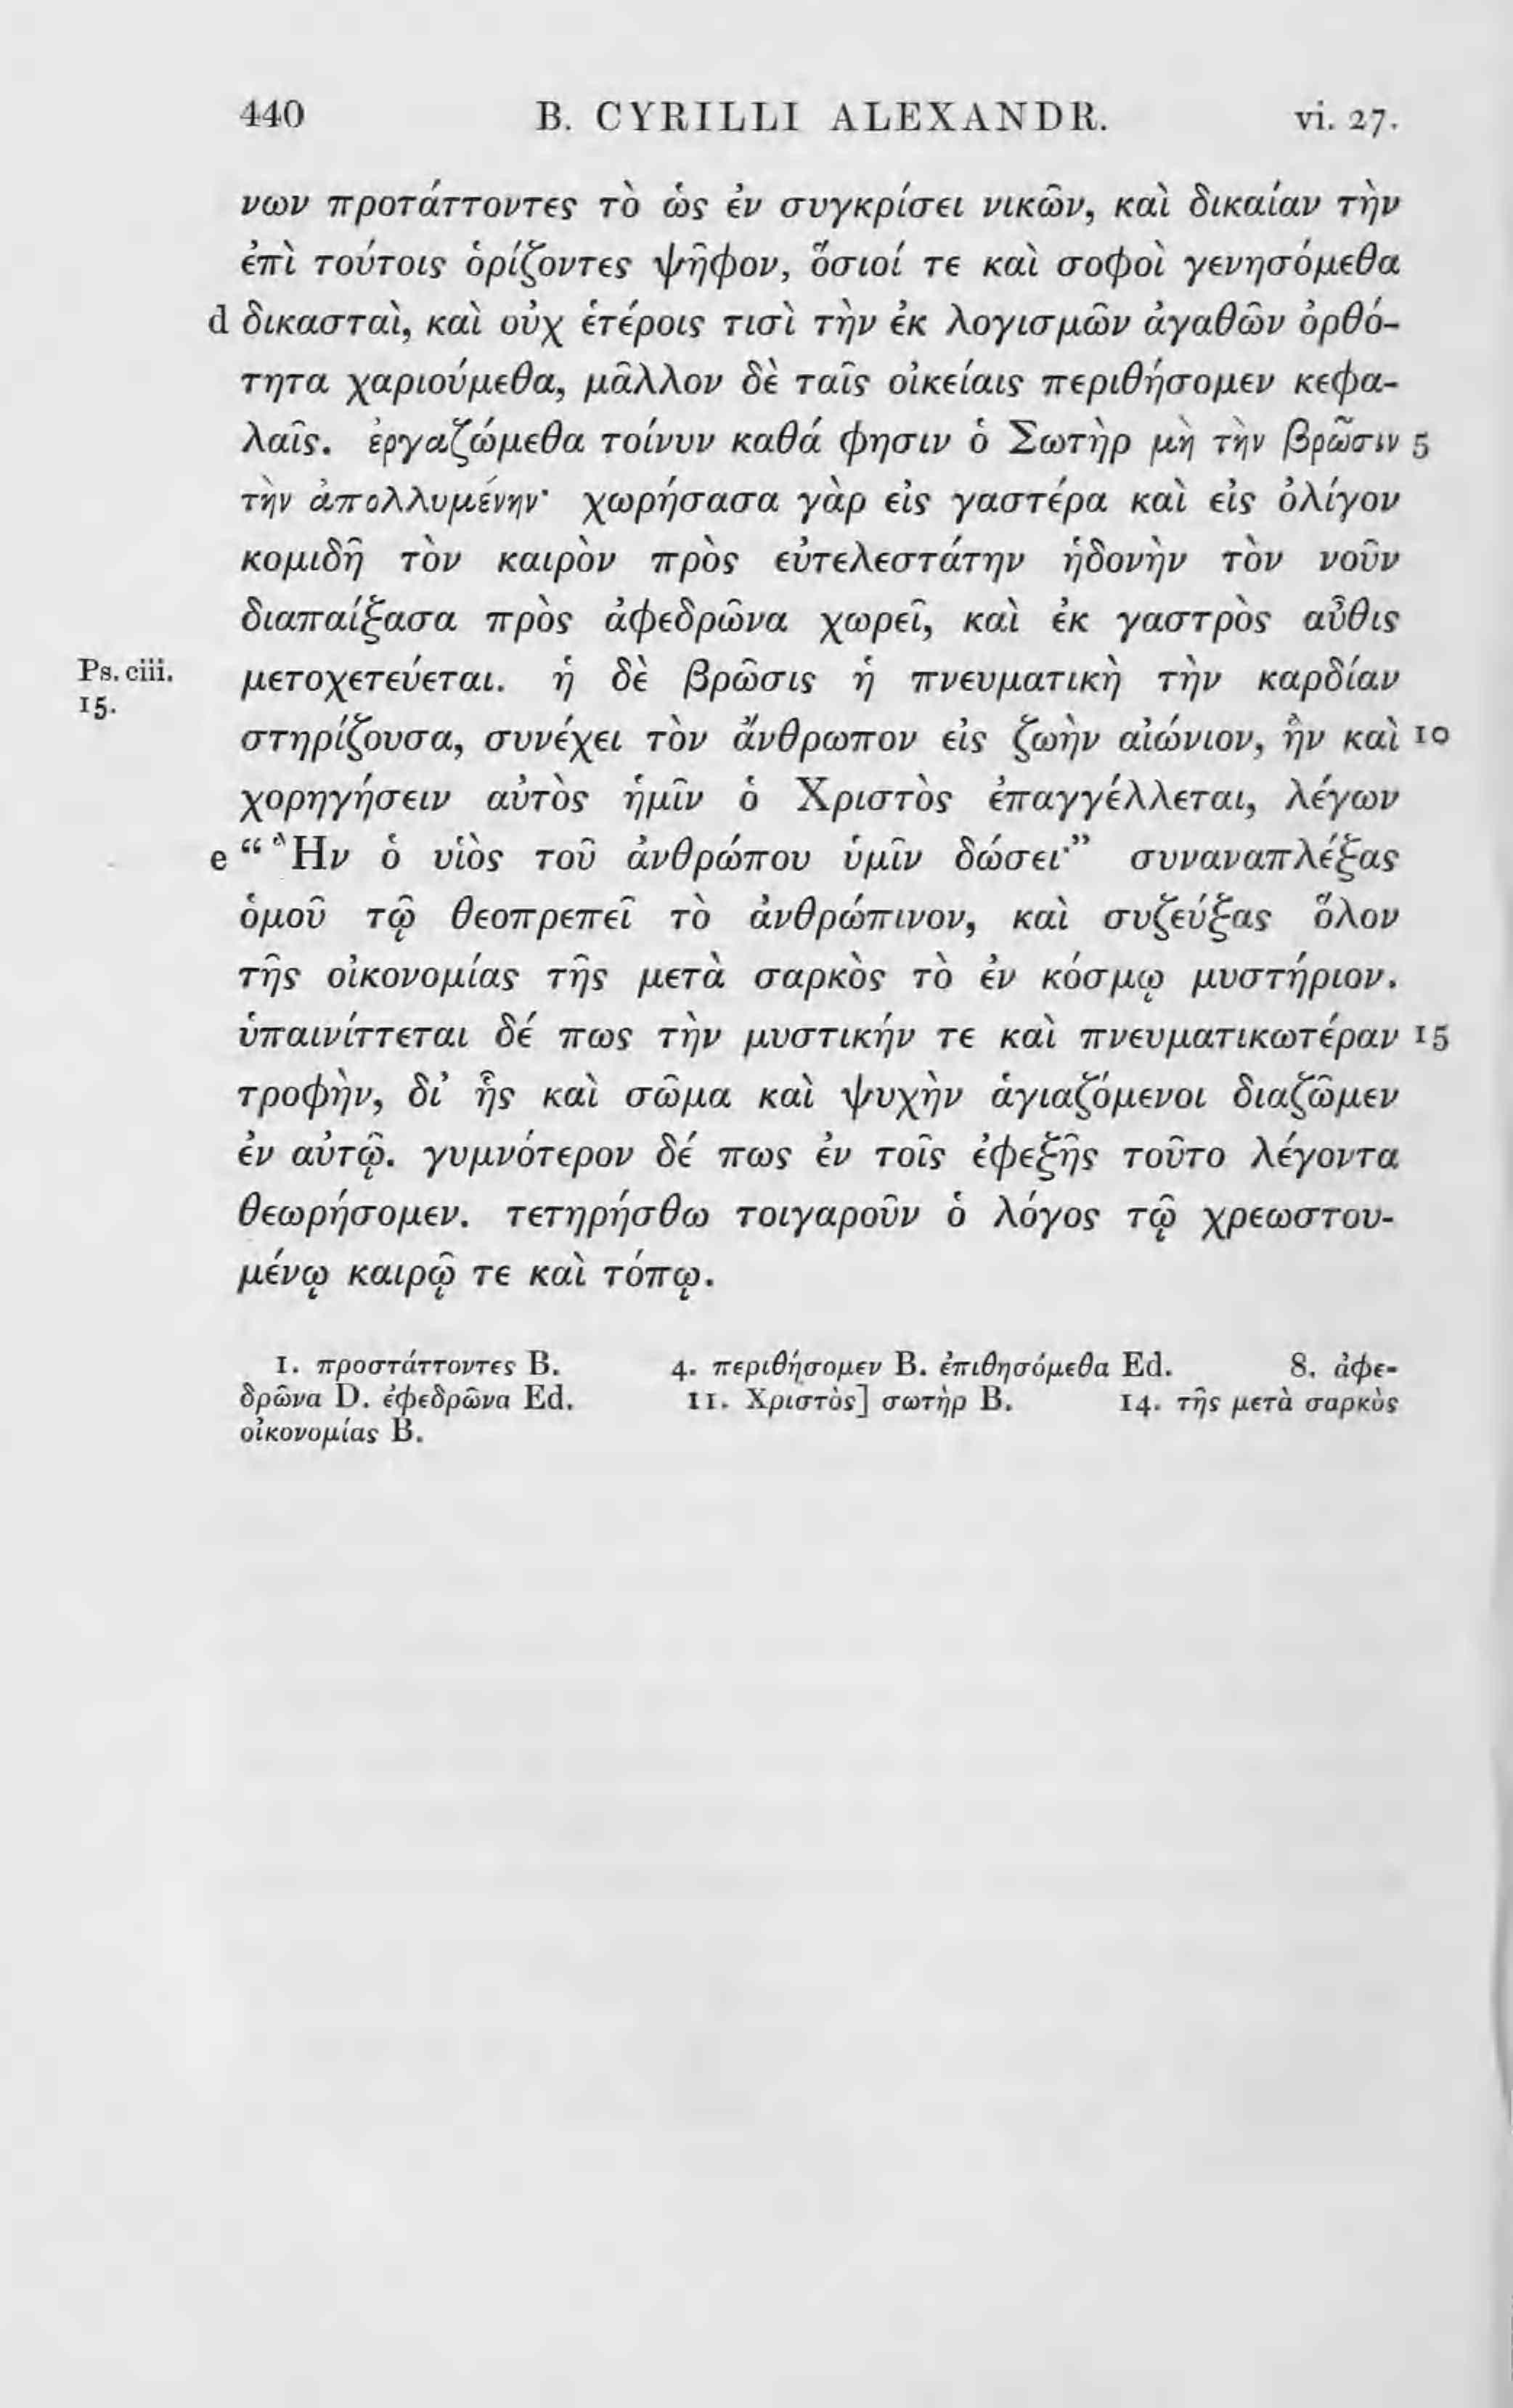 440 B. CYRILLI ALEXANDR. vi. 27.
νων προτάττοντες τὸ ὡς ἐν συγκρίσει νικῶν, καὶ δικαίαν τὴν
ἐπὶ τούτοις ὁρίζοντες ψῆφον, ὅσιοί τε καὶ σοφοὶ γενησόμεθα
d δικασταὶ, καὶ οὐχ ἑτέροις τισὶ τὴν ἐκ λογισμῶν ἀγαθῶν ὀρθό-
τητα χαριούμεθα, μᾶλλον δὲ ταῖς οἰκείαις περιθήσομεν κεφα-
λαῖς. ἐργαζώμεθα τοίνυν καθά φησιν ὁ Σωτὴρ μὴ τὴν βρῶσιν 5
τὴν ἀπολλυμένην· χωρήσασα γὰρ εἰς γαστέρα καὶ εἰς ὀλίγον
κομιδῆ τὸν καιρὸν πρὸς εὐτελεστάτην ἡδονὴν τὸν νοῦν
διαπαίξασα πρὸς ἀφεδρῶνα χωρεῖ, καὶ ἐκ γαστρὸς αὖθις
Ps. ciii. 15. μετοχετεύεται. ἡ δὲ βρῶσις ἡ πνευματικὴ τὴν καρδίαν
στηρίζουσα, συνέχει τὸν ἄνθρωπον εἰς ζωὴν αἰώνιον, ἣν καὶ 10
χορηγήσειν αὐτὸς ἡμῖν ὁ Χριστὸς ἐπαγγέλλεται, λέγων
e “Ἣν ὁ υἱὸς τοῦ ἀνθρώπου ὑμῖν δώσει·” συναναπλέξας
ὁμοῦ τῷ θεοπρεπεῖ τὸ ἀνθρώπινον, καὶ συζεύξας ὅλον
τῆς οἰκονομίας τῆς μετὰ σαρκὸς τὸ ἐν κόσμῳ μυστήριον.
ὑπαινίττεται δέ πως τὴν μυστικήν τε καὶ πνευματικωτέραν 15
τροφὴν, δι’ ἧς καὶ σῶμα καὶ ψυχὴν ἁγιαζόμενοι διαζῶμεν
ἐν αὐτῷ. γυμνότερον δέ πως ἐν τοῖς ἐφεξῆς τοῦτο λέγοντα
θεωρήσομεν. τετηρήσθω τοιγαροῦν ὁ λόγος τῷ χρεωστου-
μένῳ καιρῷ τε καὶ τόπῳ.
1. προστάττοντες B. 4. περιθήσομεν B. ἐπιθησόμεθα Ed. 8. ἀφε-
δρῶνα D. ἐφεδρῶνα Ed. 11. Χριστὸς] σωτὴρ B. 14. τῆς μετὰ σαρκὸς
οἰκονομίας B.